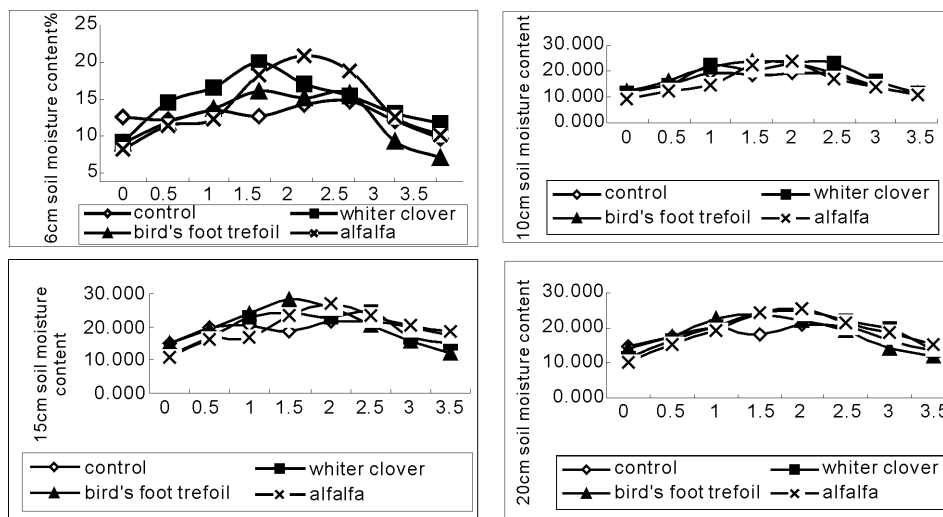 6cm soil moisture content%
25
20
15
10
5
0 0.5 1 1.5 2 2.5 3 3.5
control whiter clover
bird's foot trefoil alfalfa
10cm soil moisture content
30.000
20.000
10.000
0.000
0 0.5 1 1.5 2 2.5 3 3.5
control whiter clover
bird's foot trefoil alfalfa
15cm soil moisture
content
30.000
20.000
10.000
0.000
0 0.5 1 1.5 2 2.5 3 3.5
control whiter clover
bird's foot trefoil alfalfa
20cm soil moisture content
30.000
20.000
10.000
0.000
0 0.5 1 1.5 2 2.5 3 3.5
control whiter clover
bird's foot trefoil alfalfa